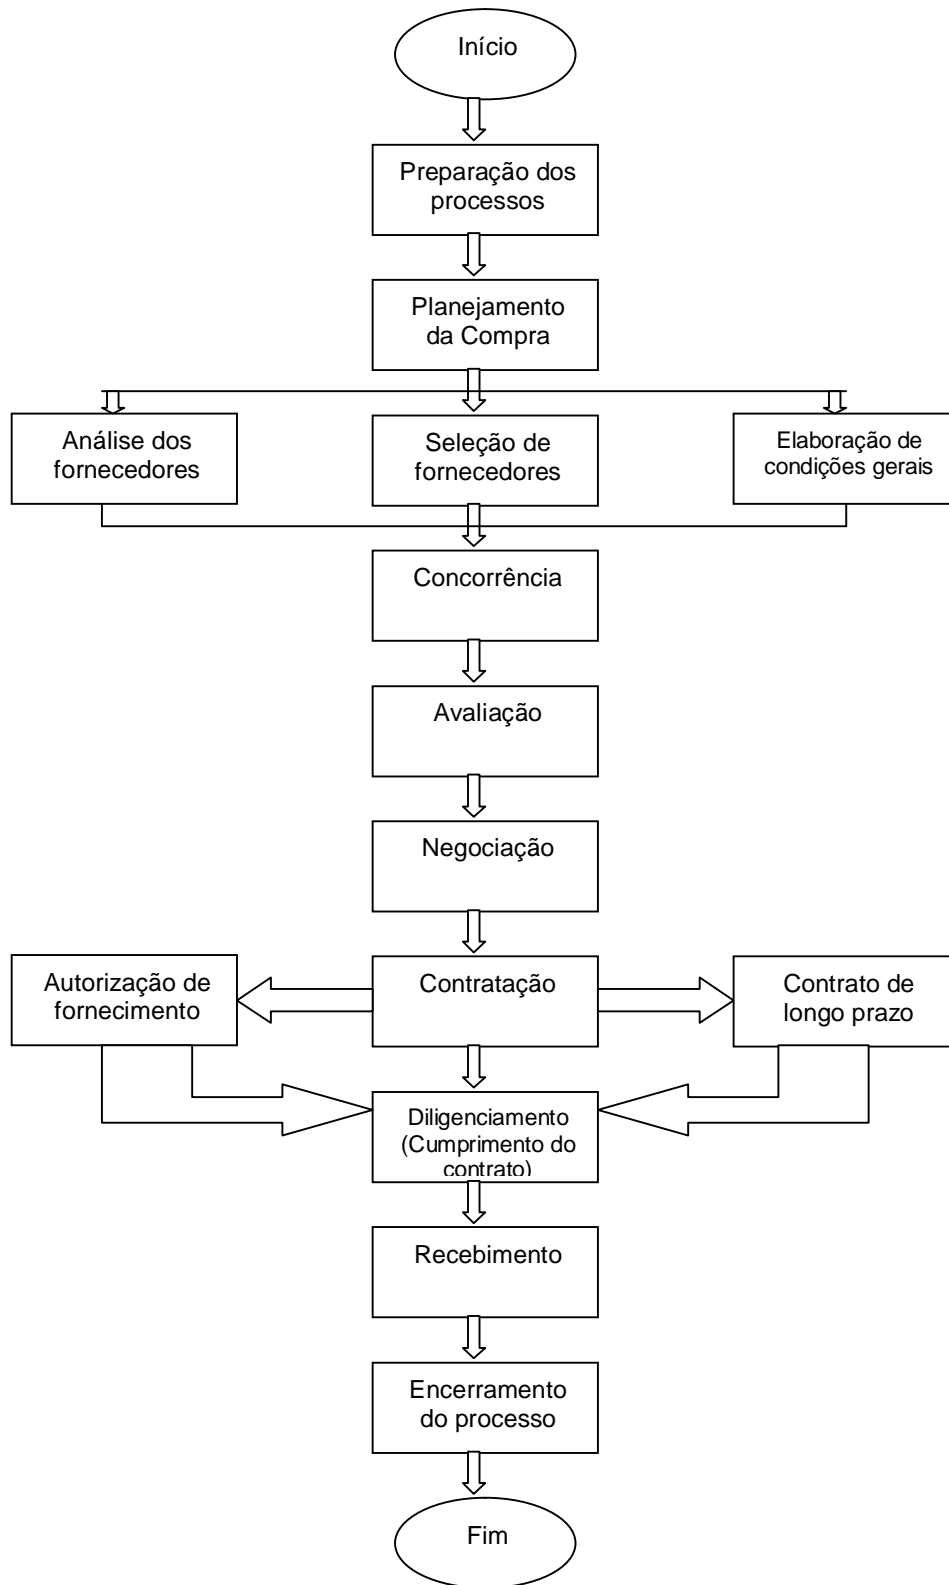 Início
Preparação dos
processos
Planejamento
da Compra
Análise dos
fornecedores
Seleção de
fornecedores
Elaboração de
condições gerais
Concorrência
Avaliação
Negociação
Autorização de
fornecimento
Contratação
Contrato de
longo prazo
Diligenciamento
(Cumprimento do
contrato)
Recebimento
Encerramento
do processo
Fim